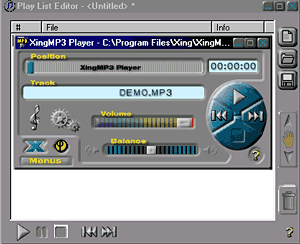 Play List Editor - <Untitled> *
# File Info
XingMP3 Player - C:\Program Files\Xing\XingM...
Position
XingMP3 Player
00:00:00
Track
DEMO.MP3
Volume
Balance
Menus
?
?